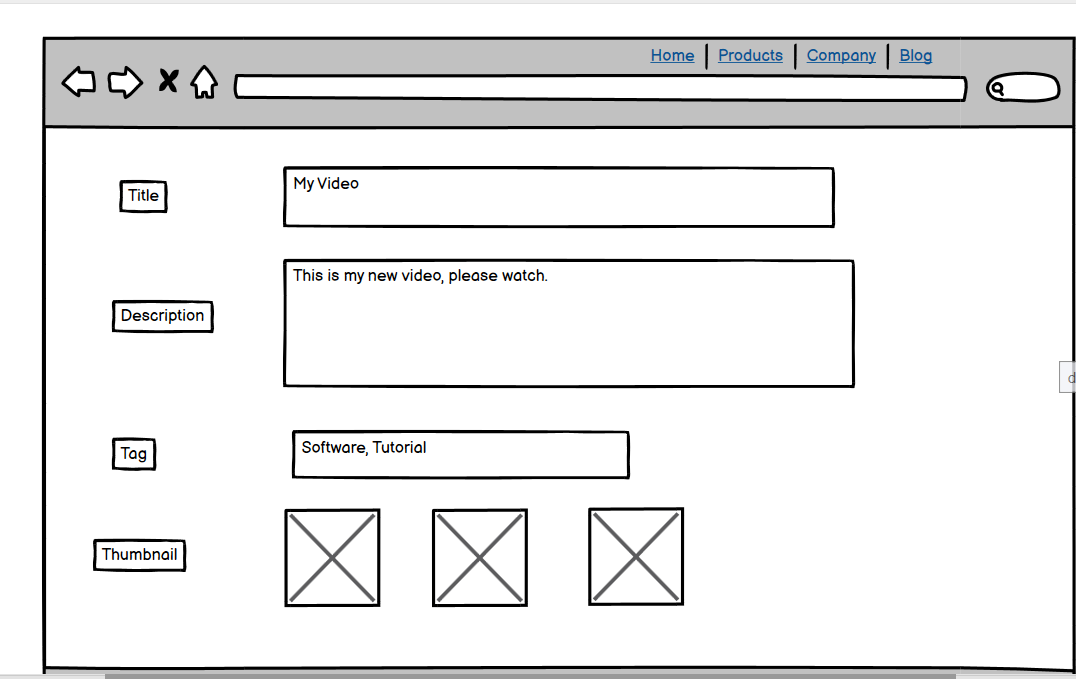 Home Products Company Blog
Title
My Video
Description
This is my new video, please watch.
Tag
Software, Tutorial
Thumbnail